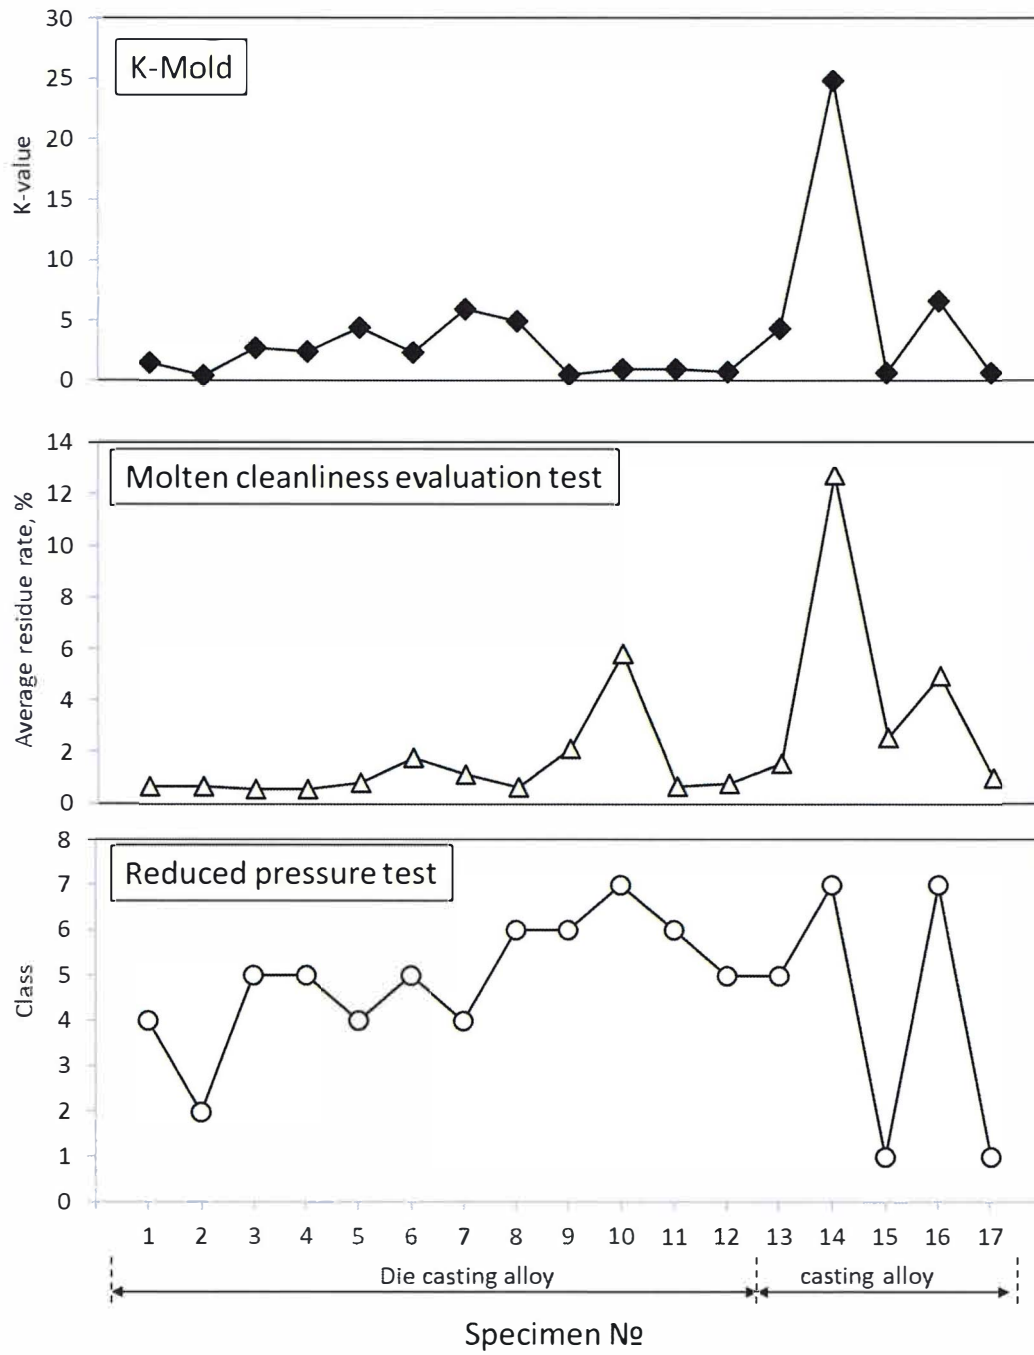 30
K-Mold
25
20
15
10
5
0
K-value
14
Molten cleanliness evaluation test
12
10
8
6
4
2
0
Average residue rate, %
8
Reduced pressure test
7
6
5
4
3
2
1
0
Class
1 2 3 4 5 6 7 8 9 10 11 12 13 14 15 16 17
Die casting alloy casting alloy
Specimen №